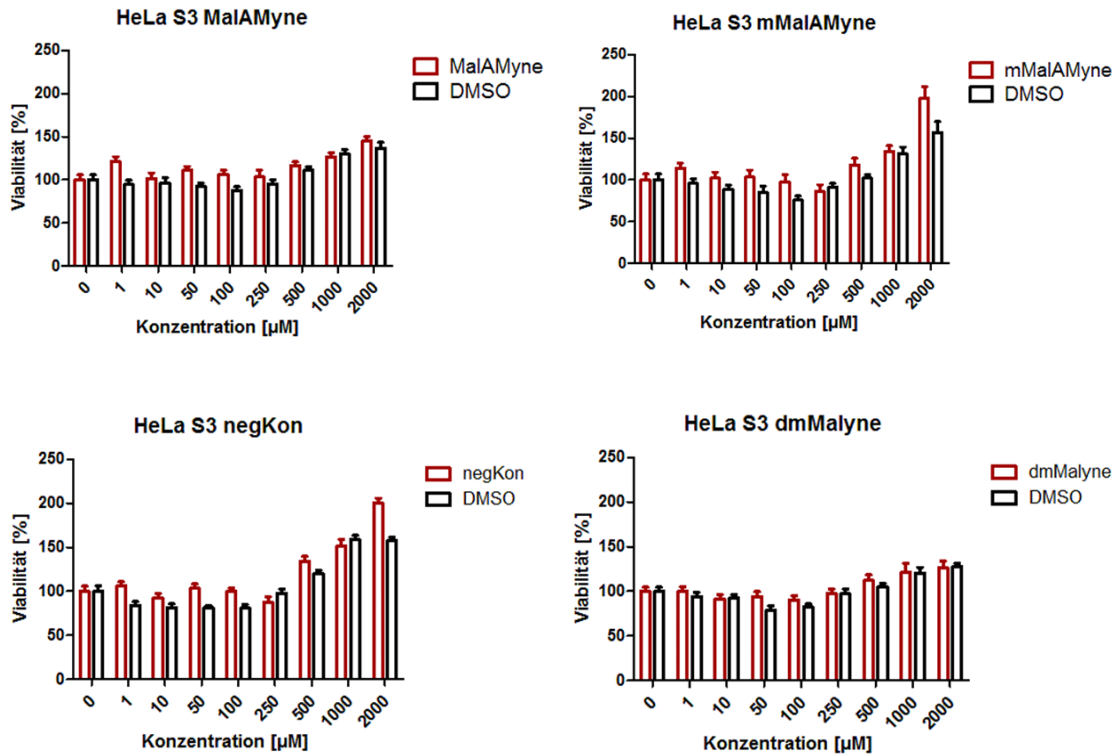 HeLa S3 MalAMyne
250
200
150
100
50
0
Viabilität [%]
MalAMyne
DMSO
0 1 10 50 100 250 500 1000 2000
Konzentration [µM]
HeLa S3 mMalAMyne
250
200
150
100
50
0
Viabilität [%]
mMalAMyne
DMSO
0 1 10 50 100 250 500 1000 2000
Konzentration [µM]
HeLa S3 negKon
250
200
150
100
50
0
Viabilität [%]
negKon
DMSO
0 1 10 50 100 250 500 1000 2000
Konzentration [µM]
HeLa S3 dmMalyne
250
200
150
100
50
0
Viabilität [%]
dmMalyne
DMSO
0 1 10 50 100 250 500 1000 2000
Konzentration [µM]